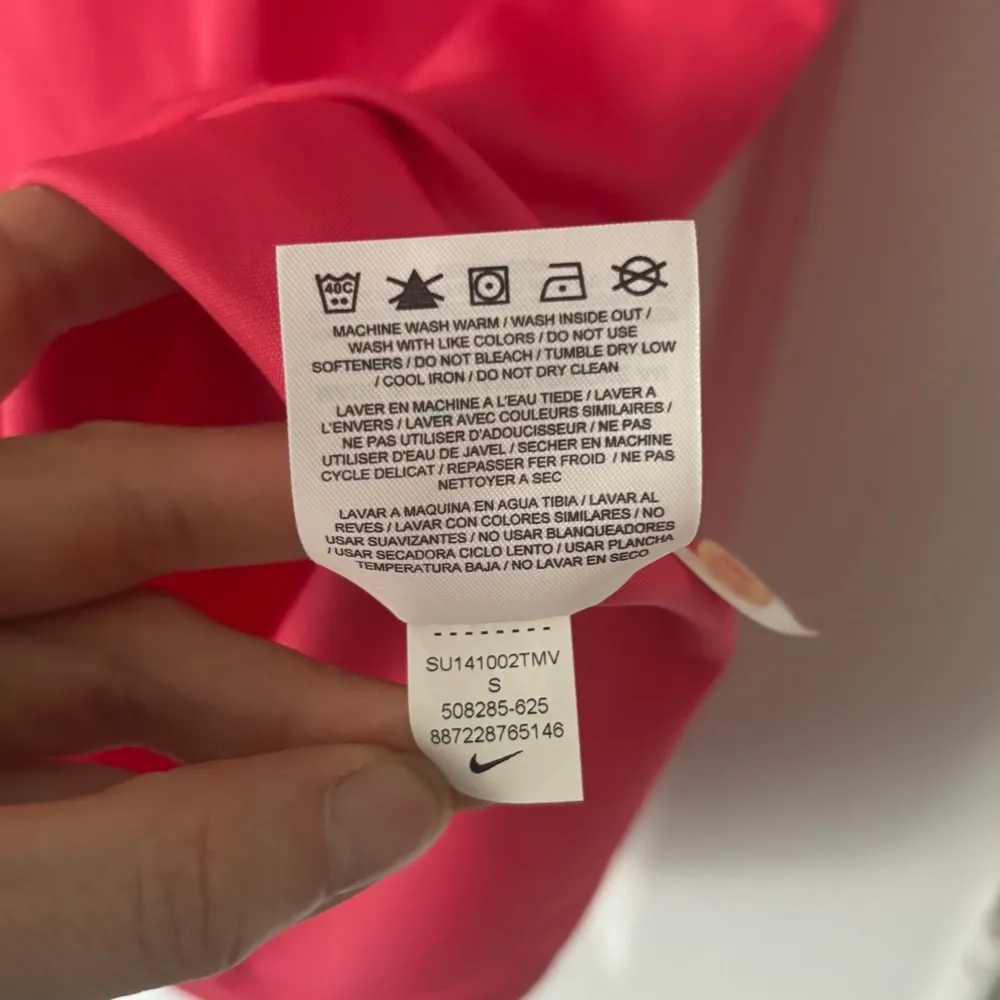 40C
MACHINE WASH WARM / WASH INSIDE OUT /
WASH WITH LIKE COLORS / DO NOT USE
SOFTENERS / DO NOT BLEACH / TUMBLE DRY LOW
/ COOL IRON / DO NOT DRY CLEAN
LAVER EN MACHINE A L'EAU TIEDE / LAVER A
L'ENVERS / LAVER AVEC COULEURS SIMILAIRES /
NE PAS UTILISER D'ADOUCISSEUR / NE PAS
UTILISER D'EAU DE JAVEL / SECHER EN MACHINE
CYCLE DELICAT / REPASSER FER FROID / NE PAS
NETTOYER A SEC
LAVAR A MAQUINA EN AGUA TIBIA / LAVAR AL
REVES / LAVAR CON COLORES SIMILARES / NO
USAR SUAVIZANTES / NO USAR BLANQUEADORES
/ USAR SECADORA CICLO LENTO / USAR PLANCHA
TEMPERATURA BAJA / NO LAVAR EN SECO
SU141002TMV
S
508285-625
887228765146